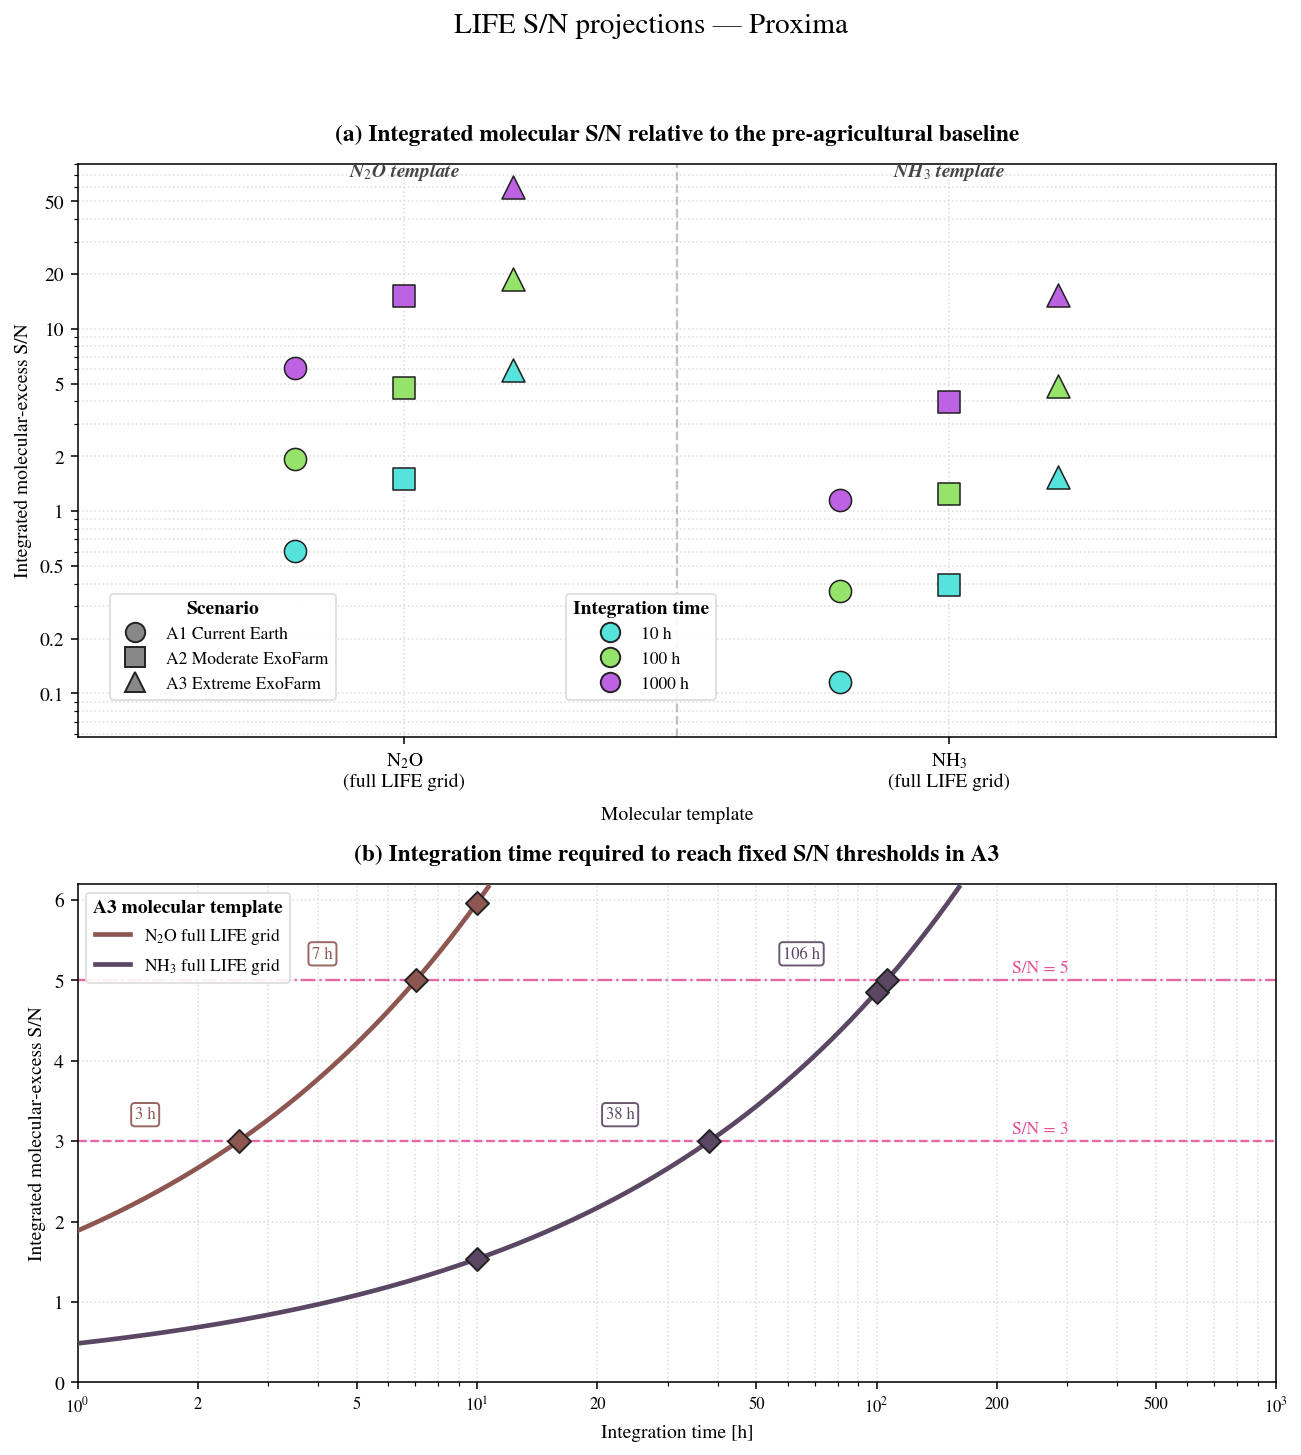 LIFE S/N projections — Proxima
(a) Integrated molecular S/N relative to the pre-agricultural baseline
N₂O template
NH₃ template
50
20
10
5
2
1
0.5
0.2
0.1
Integrated molecular-excess S/N
Scenario
A1 Current Earth
A2 Moderate ExoFarm
A3 Extreme ExoFarm
Integration time
10 h
100 h
1000 h
N₂O
(full LIFE grid)
NH₃
(full LIFE grid)
Molecular template
(b) Integration time required to reach fixed S/N thresholds in A3
A3 molecular template
N₂O full LIFE grid
NH₃ full LIFE grid
7 h
106 h
S/N = 5
3 h
38 h
S/N = 3
6
5
4
3
2
1
0
Integrated molecular-excess S/N
10⁰ 2 5 10¹ 20 50 10² 200 500 10³
Integration time [h]